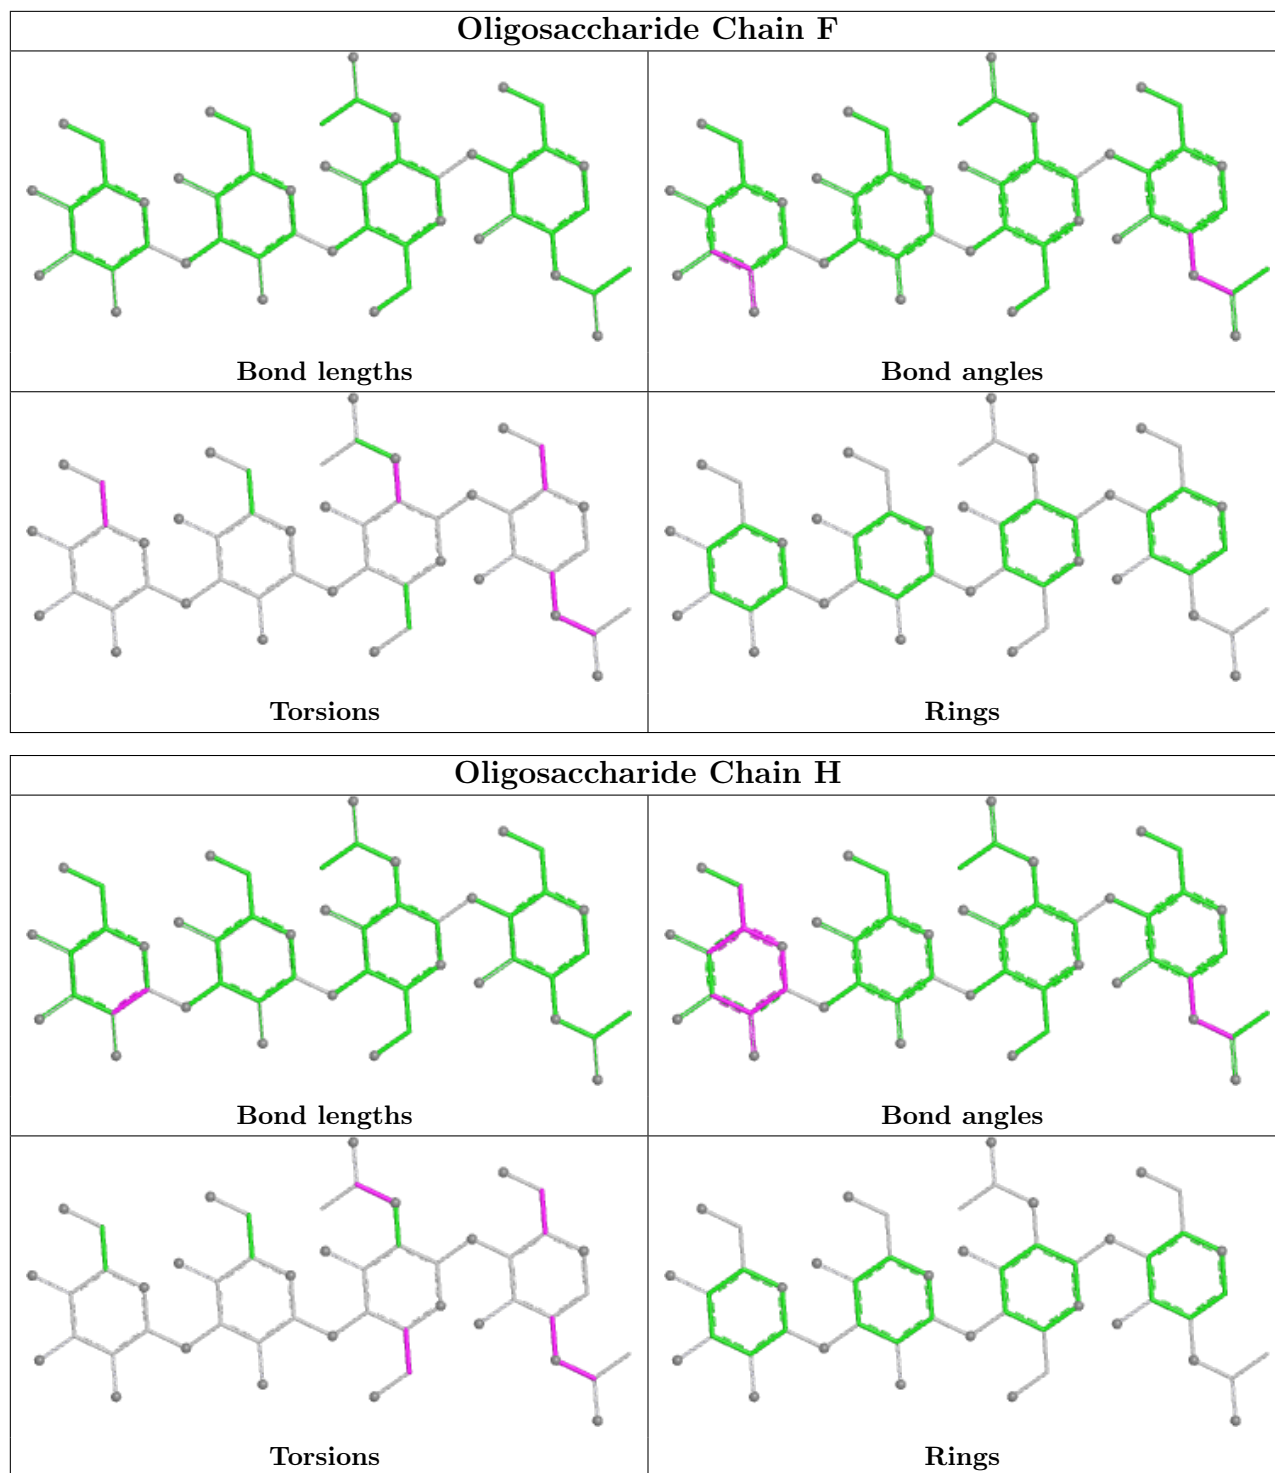 Oligosaccharide Chain F
Bond lengths
Bond angles
Torsions
Rings
Oligosaccharide Chain H
Bond lengths
Bond angles
Torsions
Rings